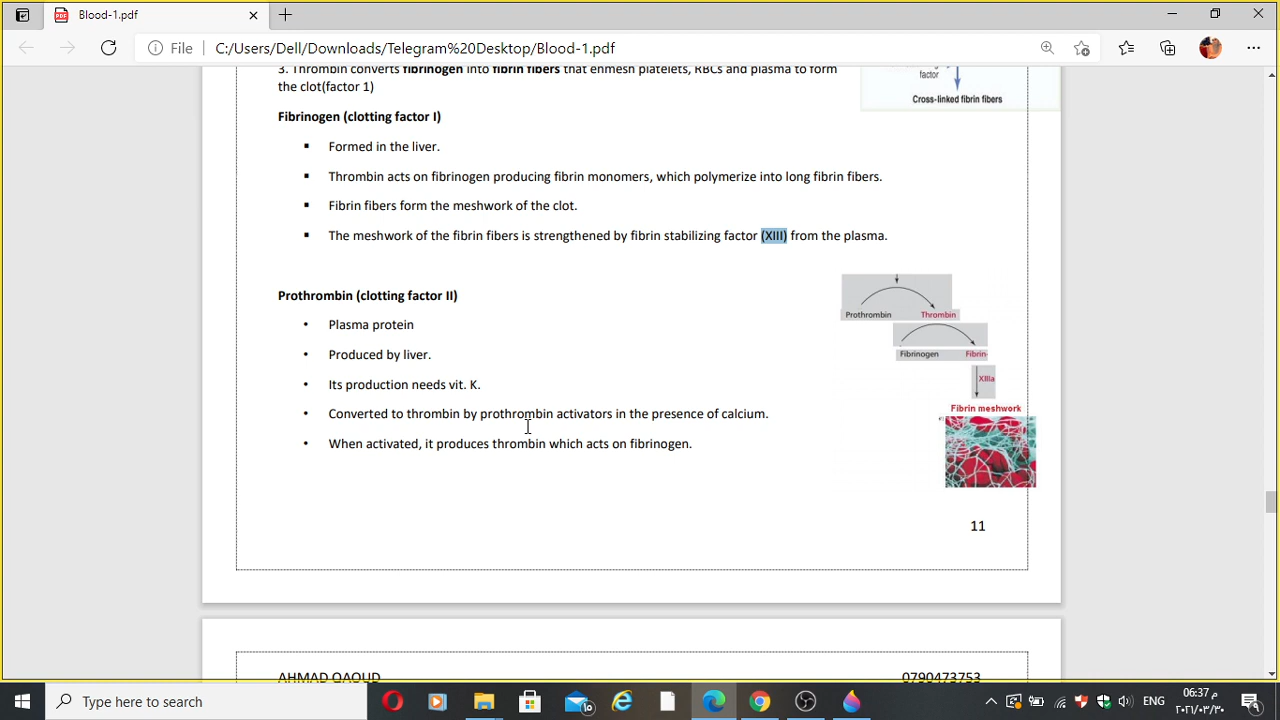 Blood-1.pdf
File
C:/Users/Dell/Downloads/Telegram%20Desktop/Blood-1.pdf
3. Thrombin converts fibrinogen into fibrin fibers that enmesh platelets, RBCs and plasma to form
the clot(factor 1)
factor
Cross-linked fibrin fibers
Fibrinogen (clotting factor I)
▪ Formed in the liver.
▪ Thrombin acts on fibrinogen producing fibrin monomers, which polymerize into long fibrin fibers.
▪ Fibrin fibers form the meshwork of the clot.
▪ The meshwork of the fibrin fibers is strengthened by fibrin stabilizing factor (XIII) from the plasma.
Prothrombin (clotting factor II)
• Plasma protein
• Produced by liver.
• Its production needs vit. K.
• Converted to thrombin by prothrombin activators in the presence of calcium.
• When activated, it produces thrombin which acts on fibrinogen.
Prothrombin Thrombin
Fibrinogen Fibrin
XIIIa
Fibrin meshwork
11
AHMAD QAOUD 0790473753
Type here to search
ENG
06:37 م
٢٠٢١/٠٣/٣٠